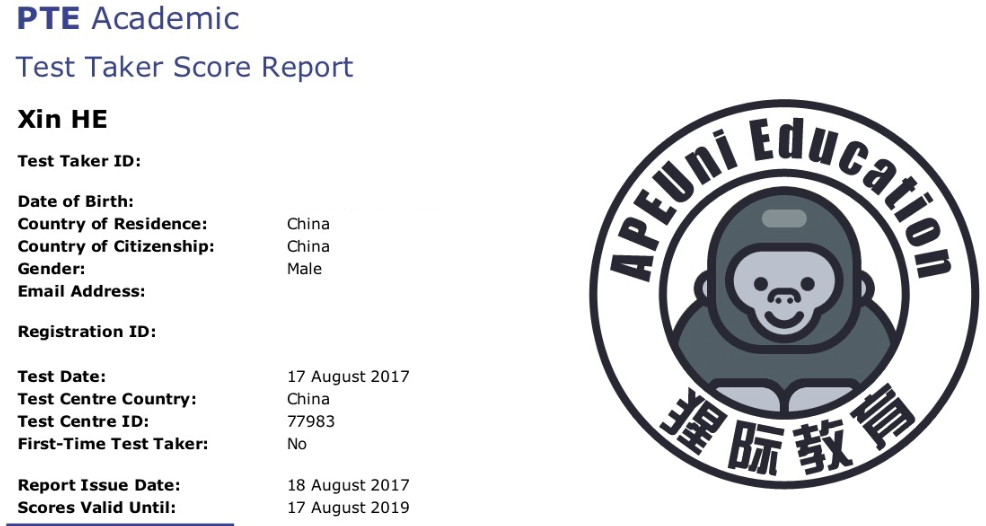 PTE Academic
Test Taker Score Report
Xin HE
Test Taker ID:
Date of Birth:
Country of Residence: China
Country of Citizenship: China
Gender: Male
Email Address:
Registration ID:
Test Date: 17 August 2017
Test Centre Country: China
Test Centre ID: 77983
First-Time Test Taker: No
Report Issue Date: 18 August 2017
Scores Valid Until: 17 August 2019
APEUni Education
猩际教育